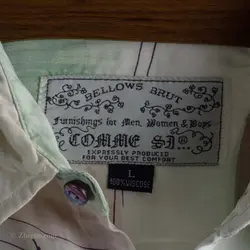 BELLOWS BRUT
Furnishings for Men, Women & Boys
COMME SI...
EXPRESSLY PRODUCED
FOR YOUR BEST COMFORT
L
100% VISCOSE